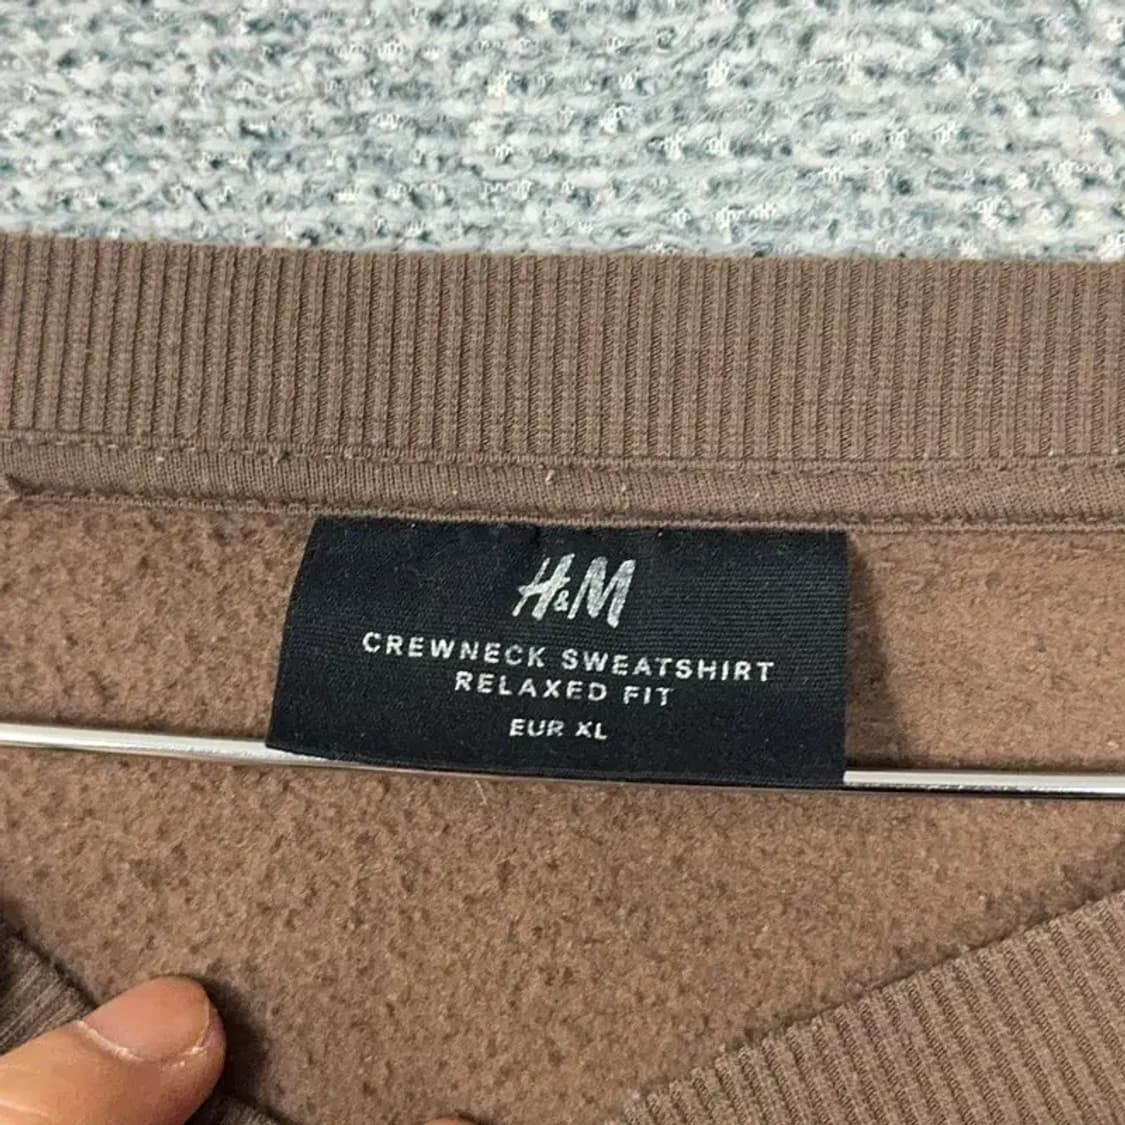 H&M
CREWNECK SWEATSHIRT
RELAXED FIT
EUR XL